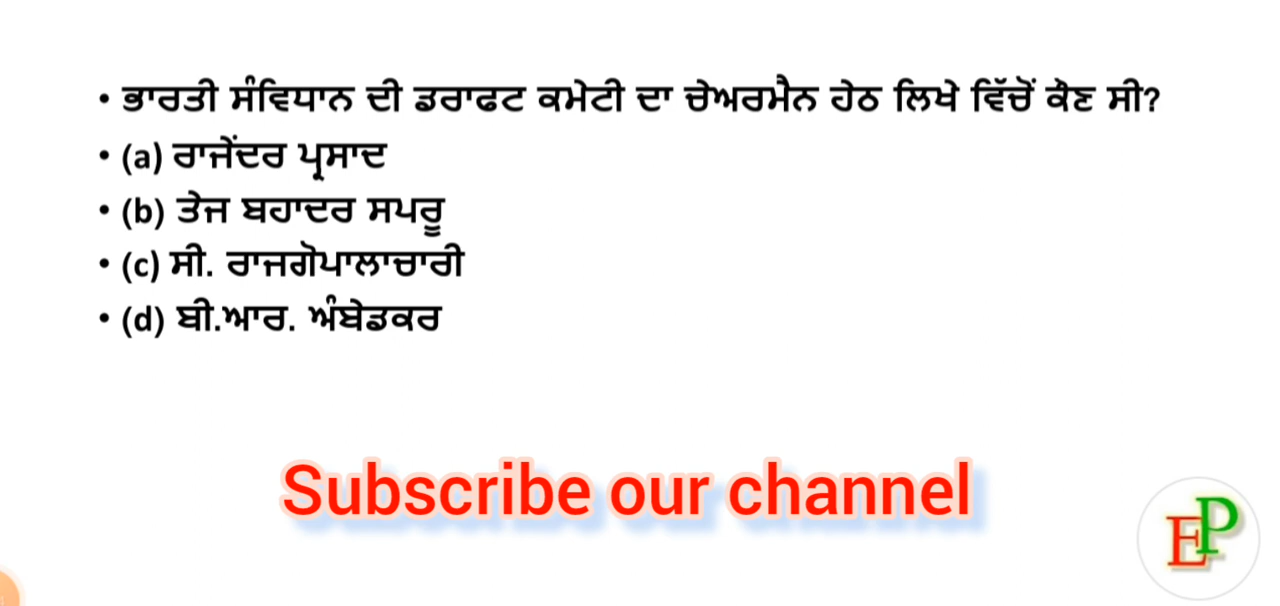 • ਭਾਰਤੀ ਸੰਵਿਧਾਨ ਦੀ ਡਰਾਫਟ ਕਮੇਟੀ ਦਾ ਚੇਅਰਮੈਨ ਹੇਠ ਲਿਖੇ ਵਿੱਚੋਂ ਕੌਣ ਸੀ?
• (a) ਰਾਜੇਂਦਰ ਪ੍ਰਸਾਦ
• (b) ਤੇਜ ਬਹਾਦਰ ਸਪਰੂ
• (c) ਸੀ. ਰਾਜਗੋਪਾਲਾਚਾਰੀ
• (d) ਬੀ.ਆਰ. ਅੰਬੇਡਕਰ
Subscribe our channel
EP